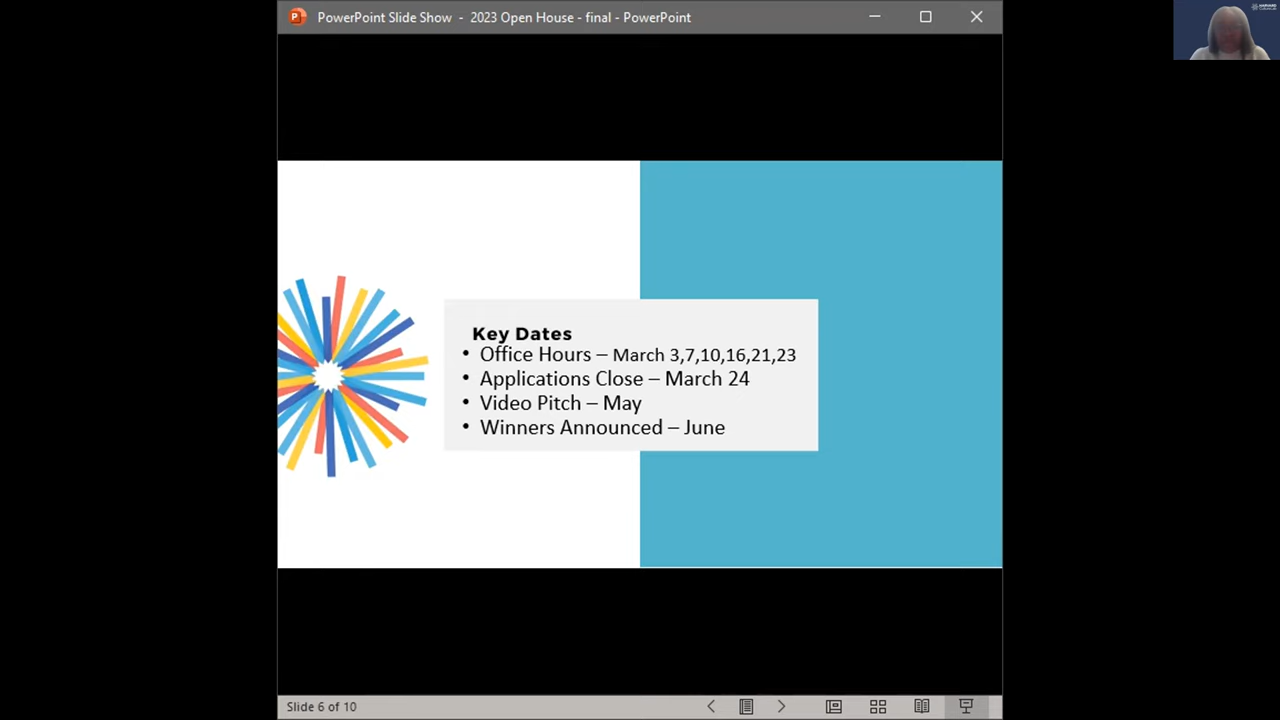 PowerPoint Slide Show - 2023 Open House - final - PowerPoint
HARVARD
Key Dates
• Office Hours – March 3,7,10,16,21,23
• Applications Close – March 24
• Video Pitch – May
• Winners Announced – June
Slide 6 of 10